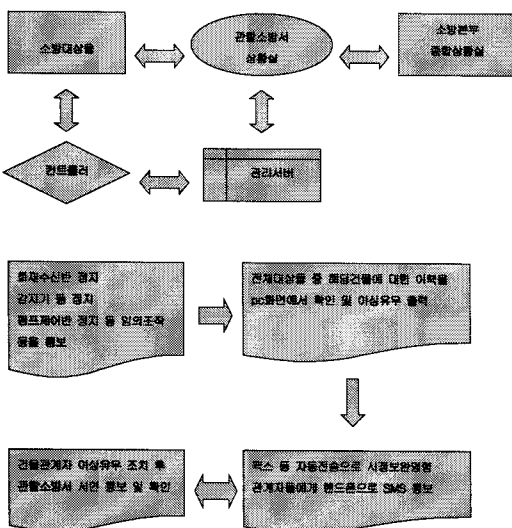 소방대상물
관할소방서
상황실
소방본부
종합상황실
컨트롤러
관리서버
화재수신반 정지
감지기 등 정지
펌프제어반 정지 등 임의조작
등을 통보
전체대상물 중 해당건물에 대한 이력을
pc화면에서 확인 및 이상유무 출력
건물관계자 이상유무 조치 후
관할소방서 서면 통보 및 확인
팩스 등 자동전송으로 시정보완명령
관계자들에게 핸드폰으로 SMS 통보